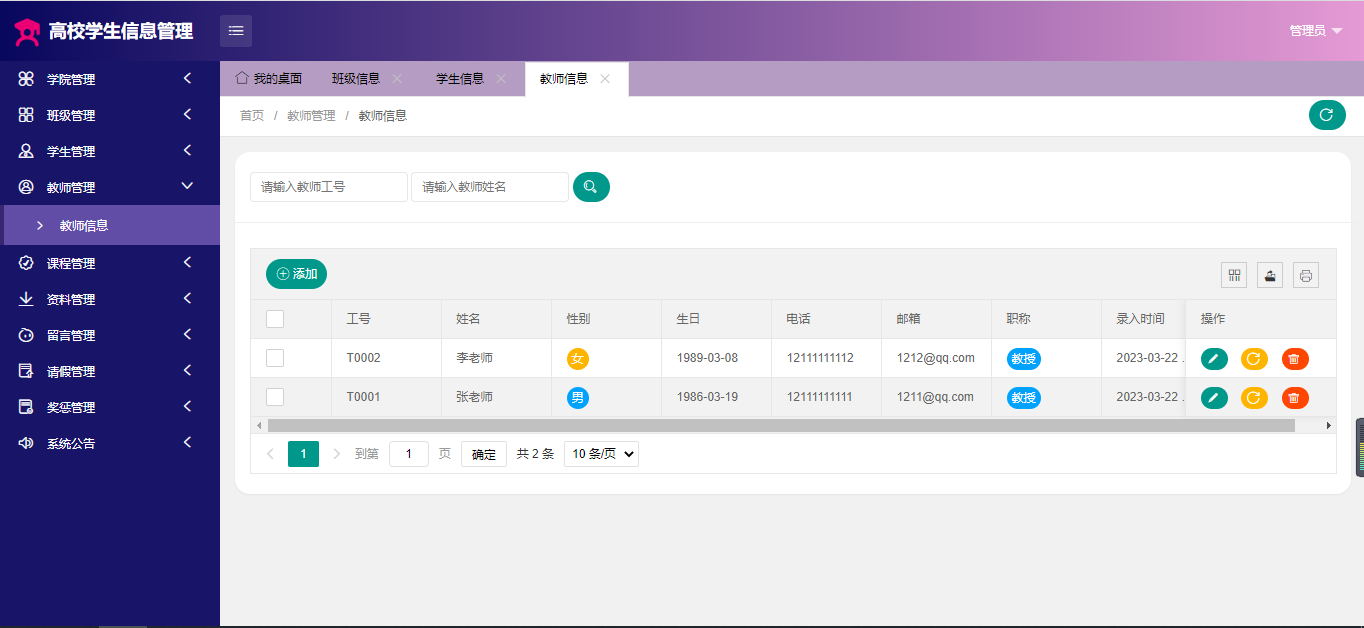 高校学生信息管理
管理员
学院管理
班级管理
学生管理
教师管理
教师信息
课程管理
资料管理
留言管理
请假管理
奖惩管理
系统公告
我的桌面 班级信息 学生信息 教师信息
首页 / 教师管理 / 教师信息
请输入教师工号 请输入教师姓名
添加
工号 姓名 性别 生日 电话 邮箱 职称 录入时间 操作
T0002 李老师 女 1989-03-08 12111111112 1212@qq.com 教授 2023-03-22 .
T0001 张老师 男 1986-03-19 12111111111 1211@qq.com 教授 2023-03-22 .
1 到第 1 页 确定 共 2 条 10 条/页